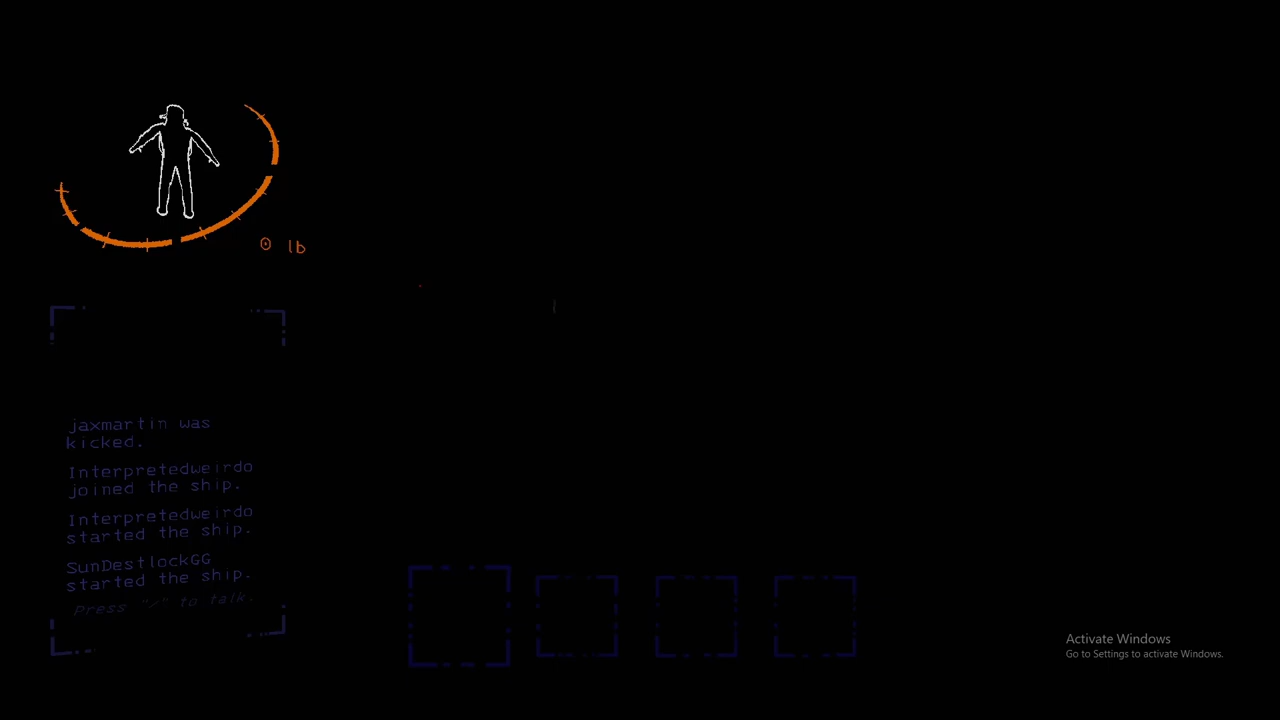 0 lb
jaxmartin was
kicked.
Interpretedweirdo
joined the ship.
Interpretedweirdo
started the ship.
SunDestlockGG
started the ship.
Press "/" to talk.
Activate Windows
Go to Settings to activate Windows.